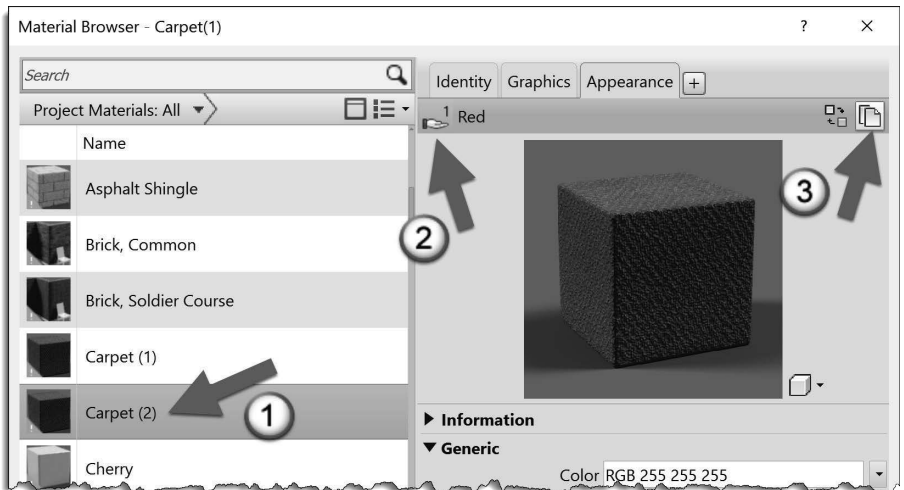 Material Browser - Carpet(1) ? ×
Search
Identity Graphics Appearance +
Project Materials: All
1 Red
Name
Asphalt Shingle
3
2
Brick, Common
Brick, Soldier Course
Carpet (1)
Carpet (2)
1
Information
Generic
Cherry
Color RGB 255 255 255